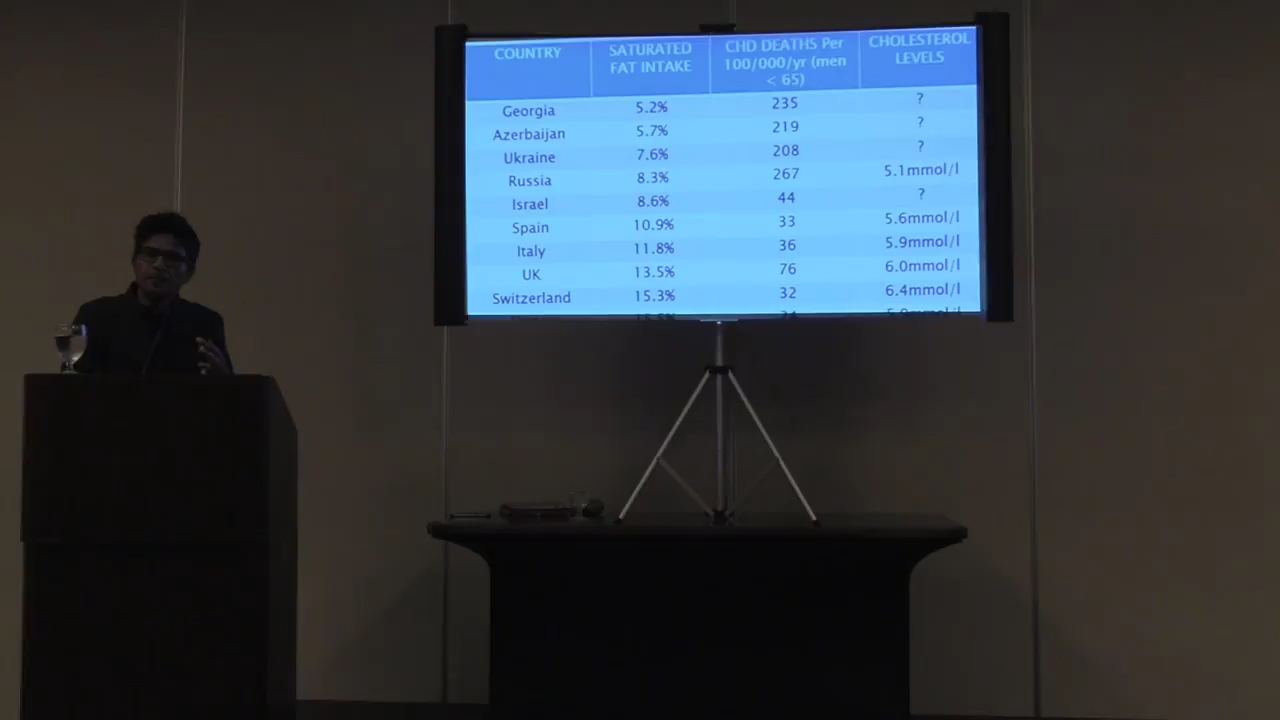 COUNTRY SATURATED FAT INTAKE CHD DEATHS Per 100/000/yr (men < 65) CHOLESTEROL LEVELS
Georgia 5.2% 235 ?
Azerbaijan 5.7% 219 ?
Ukraine 7.6% 208 ?
Russia 8.3% 267 5.1mmol/l
Israel 8.6% 44 ?
Spain 10.9% 33 5.6mmol/l
Italy 11.8% 36 5.9mmol/l
UK 13.5% 76 6.0mmol/l
Switzerland 15.3% 32 6.4mmol/l